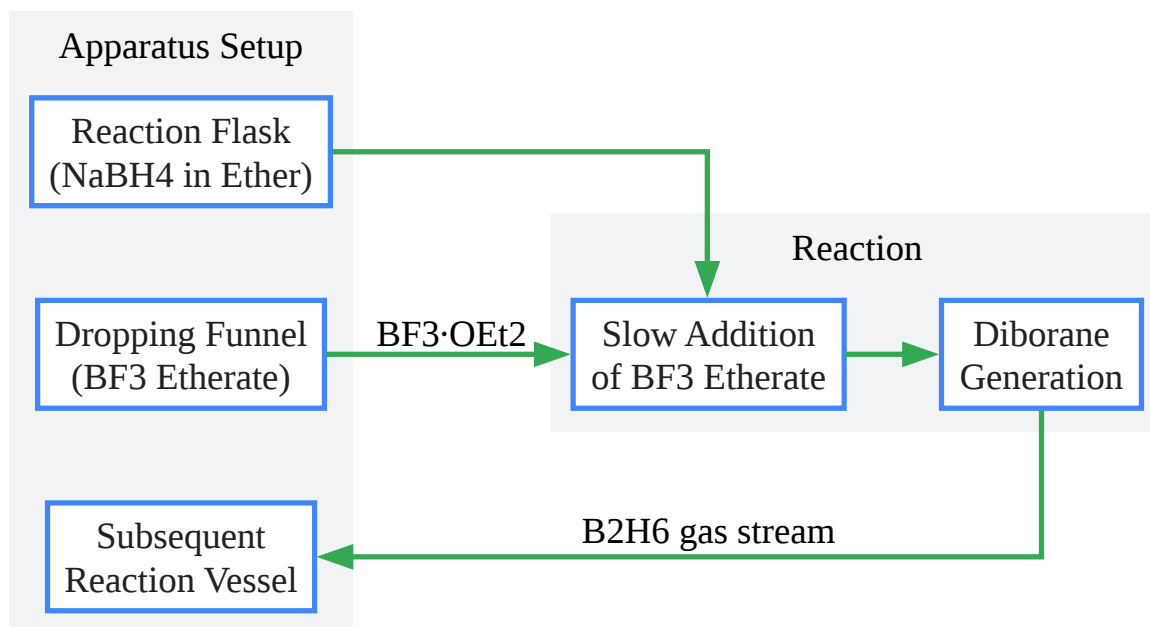 Apparatus Setup
Reaction Flask
(NaBH4 in Ether)
Reaction
Dropping Funnel
(BF3 Etherate)
BF3·OEt2
Slow Addition
of BF3 Etherate
Diborane
Generation
Subsequent
Reaction Vessel
B2H6 gas stream